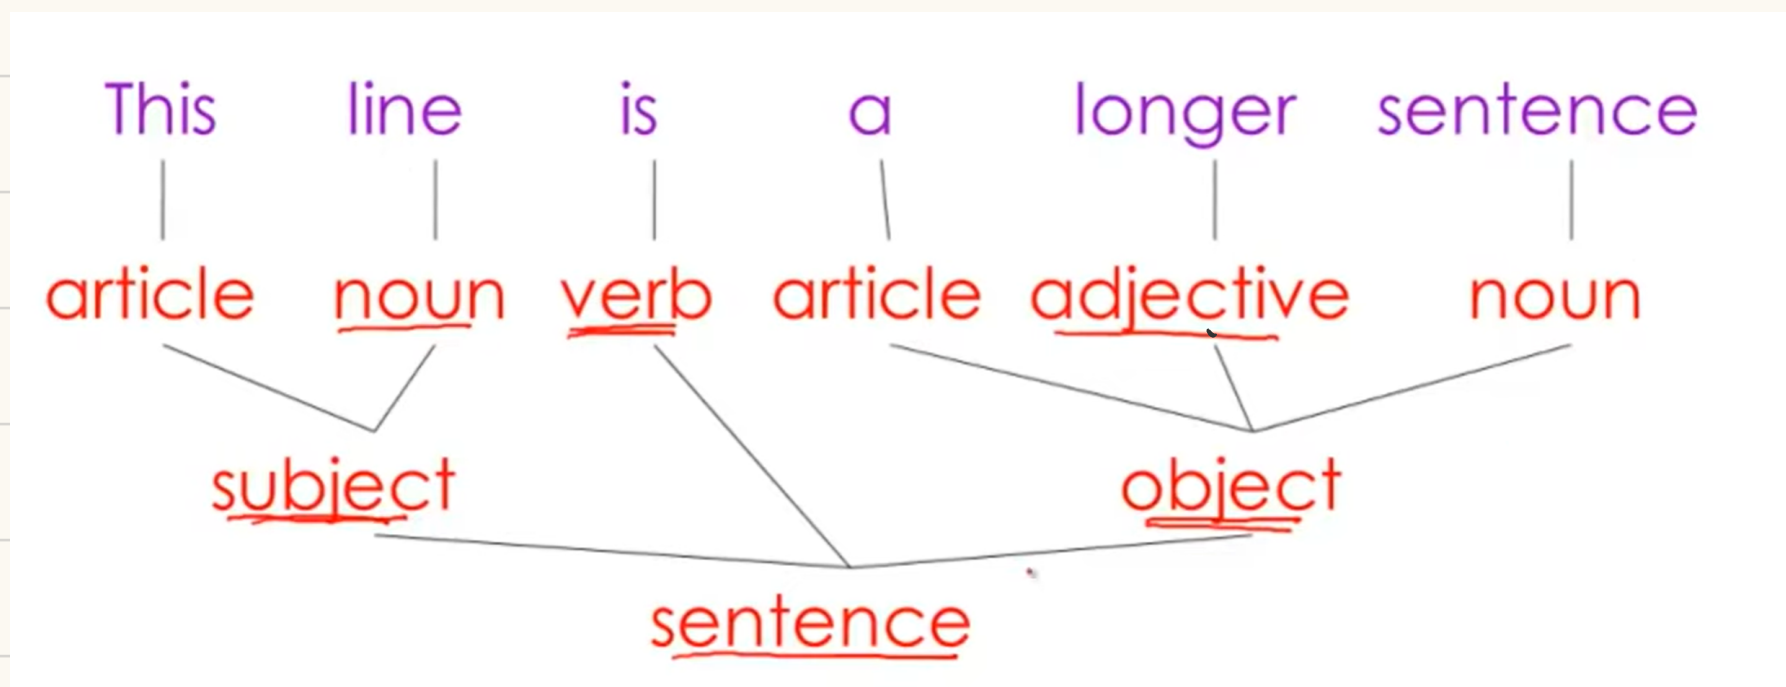 This line is a longer sentence
article noun verb article adjective noun
subject object
sentence